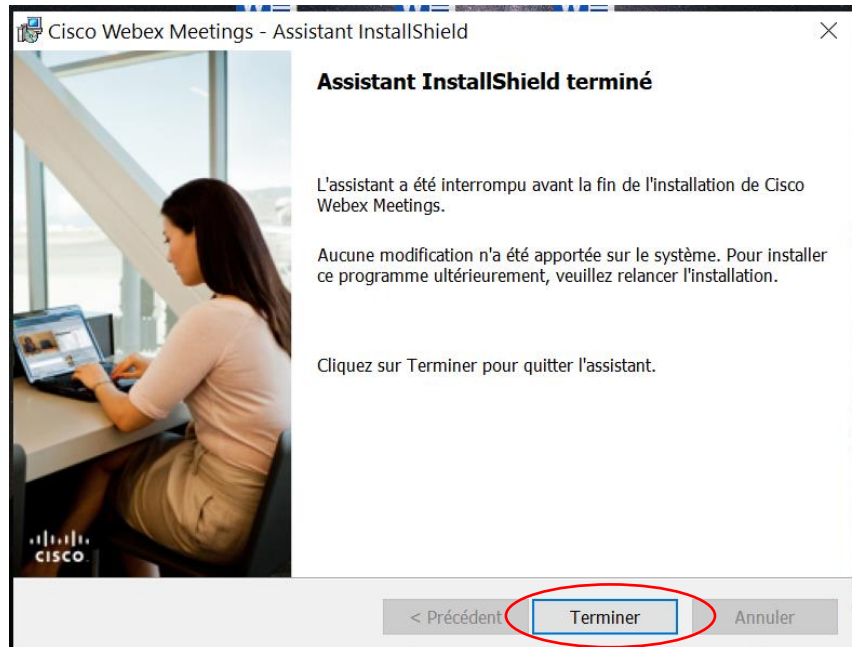 Cisco Webex Meetings - Assistant InstallShield
Assistant InstallShield terminé
L'assistant a été interrompu avant la fin de l'installation de Cisco
Webex Meetings.
Aucune modification n'a été apportée sur le système. Pour installer
ce programme ultérieurement, veuillez relancer l'installation.
Cliquez sur Terminer pour quitter l'assistant.
CISCO
< Précédent Terminer Annuler